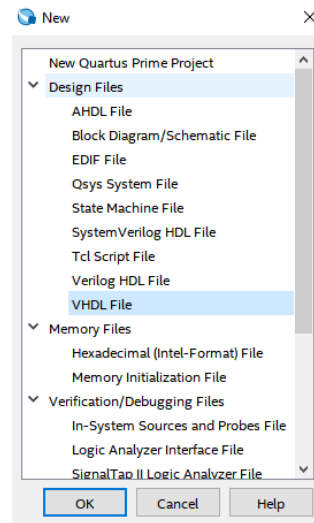 New
New Quartus Prime Project
Design Files
AHDL File
Block Diagram/Schematic File
EDIF File
Qsys System File
State Machine File
SystemVerilog HDL File
Tcl Script File
Verilog HDL File
VHDL File
Memory Files
Hexadecimal (Intel-Format) File
Memory Initialization File
Verification/Debugging Files
In-System Sources and Probes File
Logic Analyzer Interface File
SignalTap II Logic Analyzer File
OK Cancel Help